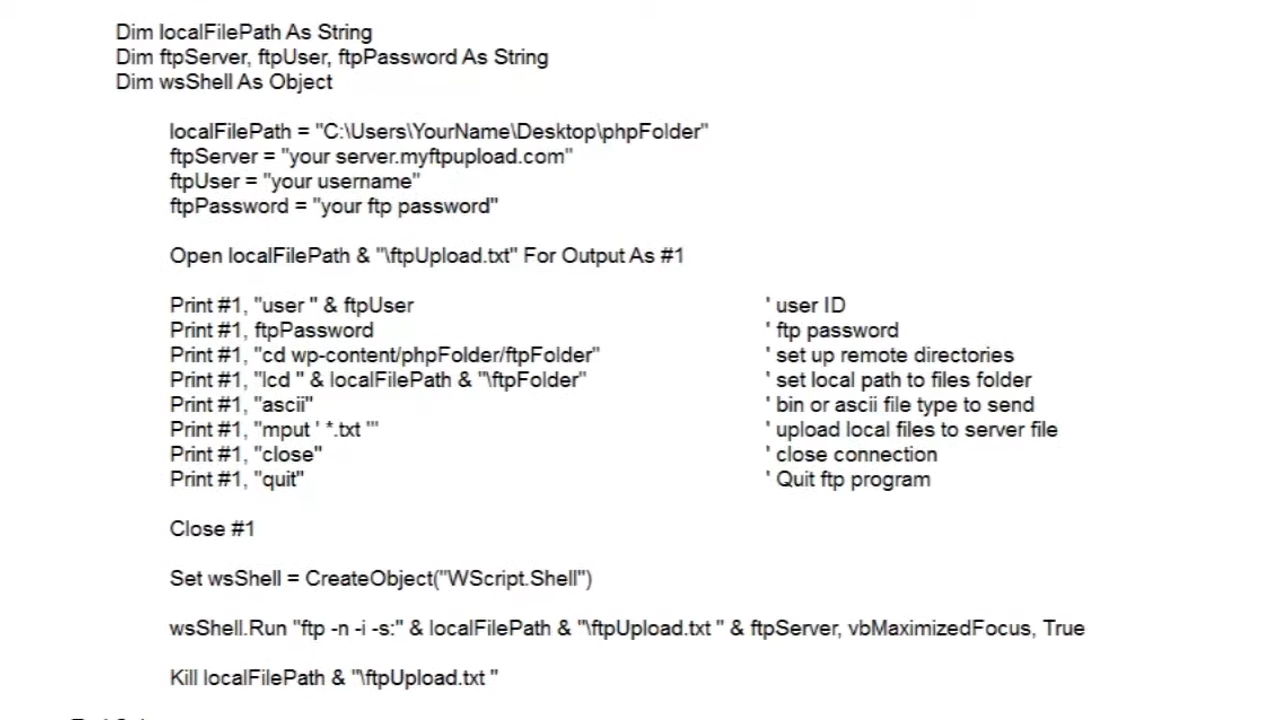 Dim localFilePath As String
Dim ftpServer, ftpUser, ftpPassword As String
Dim wsShell As Object
localFilePath = "C:\Users\YourName\Desktop\phpFolder"
ftpServer = "your server.myftpupload.com"
ftpUser = "your username"
ftpPassword = "your ftp password"
Open localFilePath & "\ftpUpload.txt" For Output As #1
Print #1, "user " & ftpUser ' user ID
Print #1, ftpPassword ' ftp password
Print #1, "cd wp-content/phpFolder/ftpFolder" ' set up remote directories
Print #1, "lcd " & localFilePath & "\ftpFolder" ' set local path to files folder
Print #1, "ascii" ' bin or ascii file type to send
Print #1, "mput ' *.txt '" ' upload local files to server file
Print #1, "close" ' close connection
Print #1, "quit" ' Quit ftp program
Close #1
Set wsShell = CreateObject("WScript.Shell")
wsShell.Run "ftp -n -i -s:" & localFilePath & "\ftpUpload.txt " & ftpServer, vbMaximizedFocus, True
Kill localFilePath & "\ftpUpload.txt "